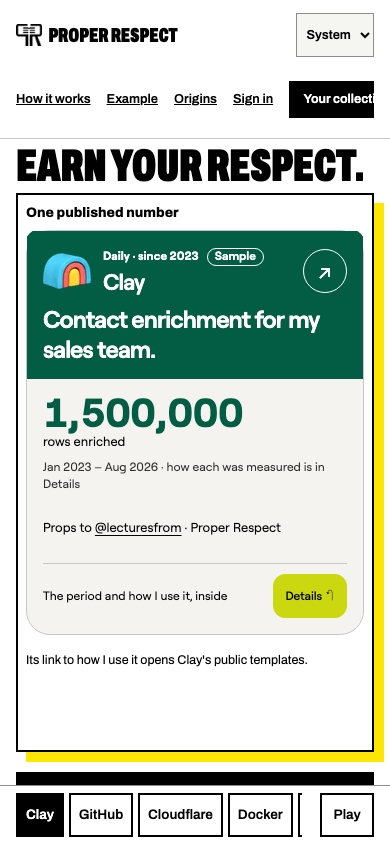 PROPER RESPECT
System
How it works Example Origins Sign in Your collecti
EARN YOUR RESPECT.
One published number
Daily · since 2023 Sample
Clay
Contact enrichment for my
sales team.
1,500,000
rows enriched
Jan 2023 – Aug 2026 · how each was measured is in
Details
Props to @lecturesfrom · Proper Respect
The period and how I use it, inside
Details
Its link to how I use it opens Clay's public templates.
Clay GitHub Cloudflare Docker Play